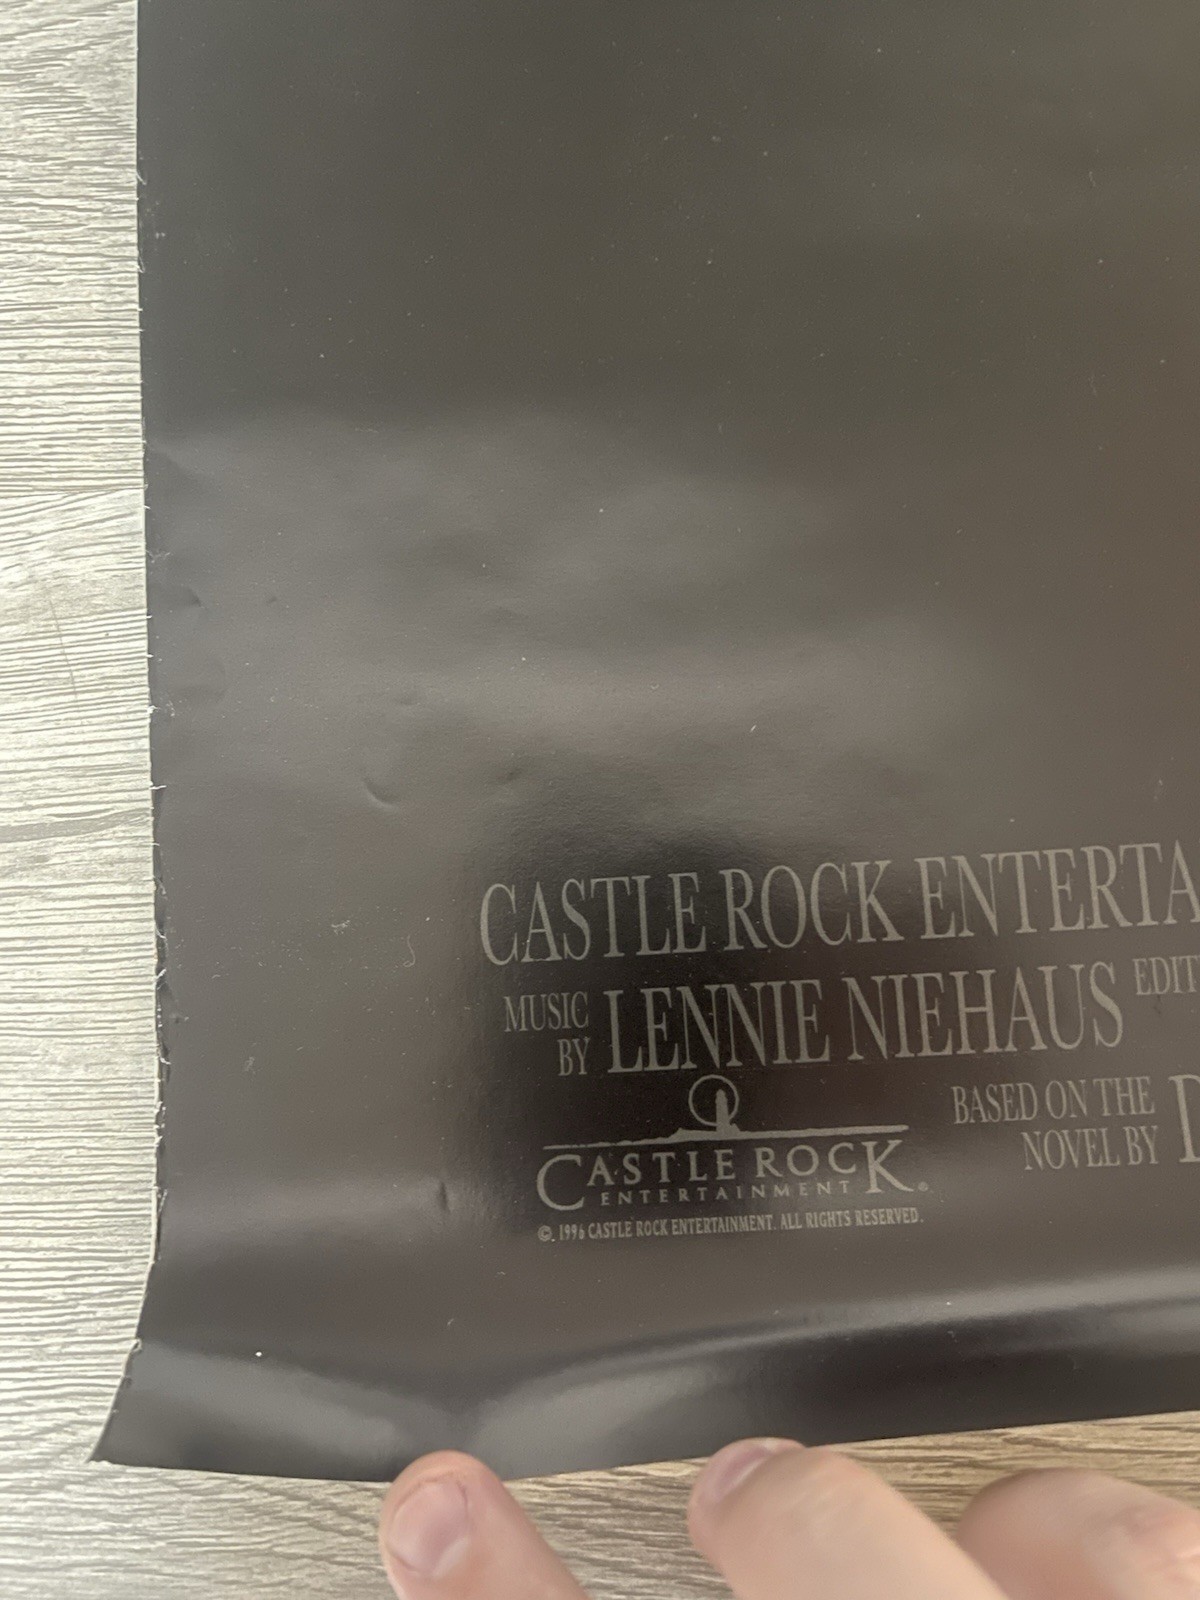 CASTLE ROCK ENTERTA
MUSIC BY LENNIE NIEHAUS EDIT
CASTLE ROCK
ENTERTAINMENT
BASED ON THE
NOVEL BY D
© 1996 CASTLE ROCK ENTERTAINMENT. ALL RIGHTS RESERVED.